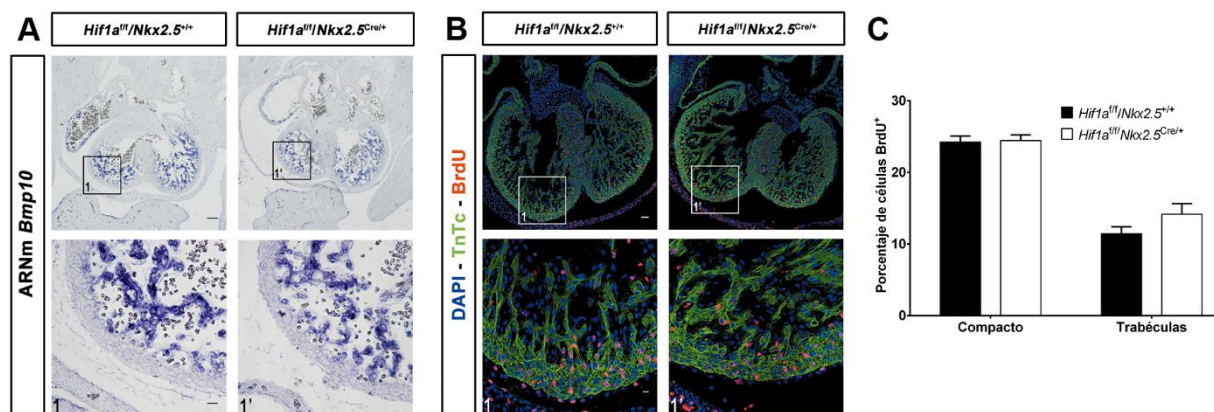 A
Hif1a^f/f/Nkx2.5^+/+
Hif1a^f/f/Nkx2.5^Cre/+
ARNm Bmp10
1
1'
1
1'
B
Hif1a^f/f/Nkx2.5^+/+
Hif1a^f/f/Nkx2.5^Cre/+
DAPI - TnTc - BrdU
1
1'
1
1'
C
Porcentaje de células BrdU^+
30
20
10
0
Compacto
Trabéculas
Hif1a^f/f/Nkx2.5^+/+
Hif1a^f/f/Nkx2.5^Cre/+